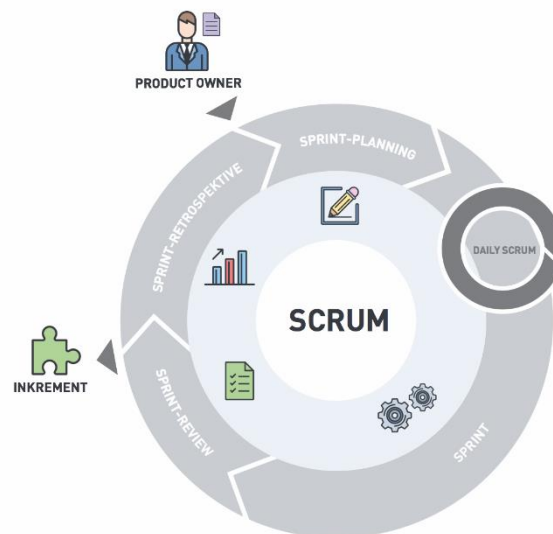 PRODUCT OWNER
SPRINT-PLANNING
SPRINT-RETROSPEKTIVE
DAILY SCRUM
SCRUM
INKREMENT
SPRINT-REVIEW
SPRINT